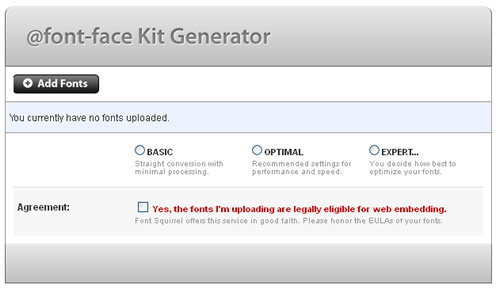 @font-face Kit Generator
Add Fonts
You currently have no fonts uploaded.
BASIC
Straight conversion with
minimal processing.
OPTIMAL
Recommended settings for
performance and speed.
EXPERT...
You decide how best to
optimize your fonts.
Agreement:
Yes, the fonts I'm uploading are legally eligible for web embedding.
Font Squirrel offers this service in good faith. Please honor the EULAs of your fonts.